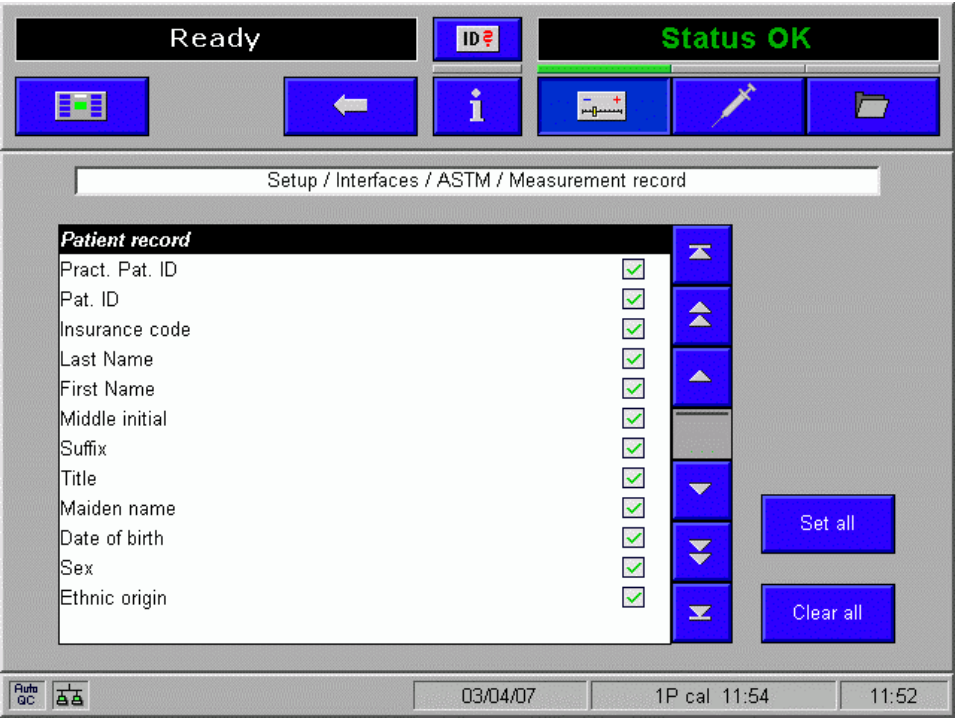 Ready
ID?
Status OK
i
- +
Setup / Interfaces / ASTM / Measurement record
Patient record
Pract. Pat. ID
Pat. ID
Insurance code
Last Name
First Name
Middle initial
Suffix
Title
Maiden name
Date of birth
Sex
Ethnic origin
Set all
Clear all
Auto QC
03/04/07
1P cal 11:54
11:52